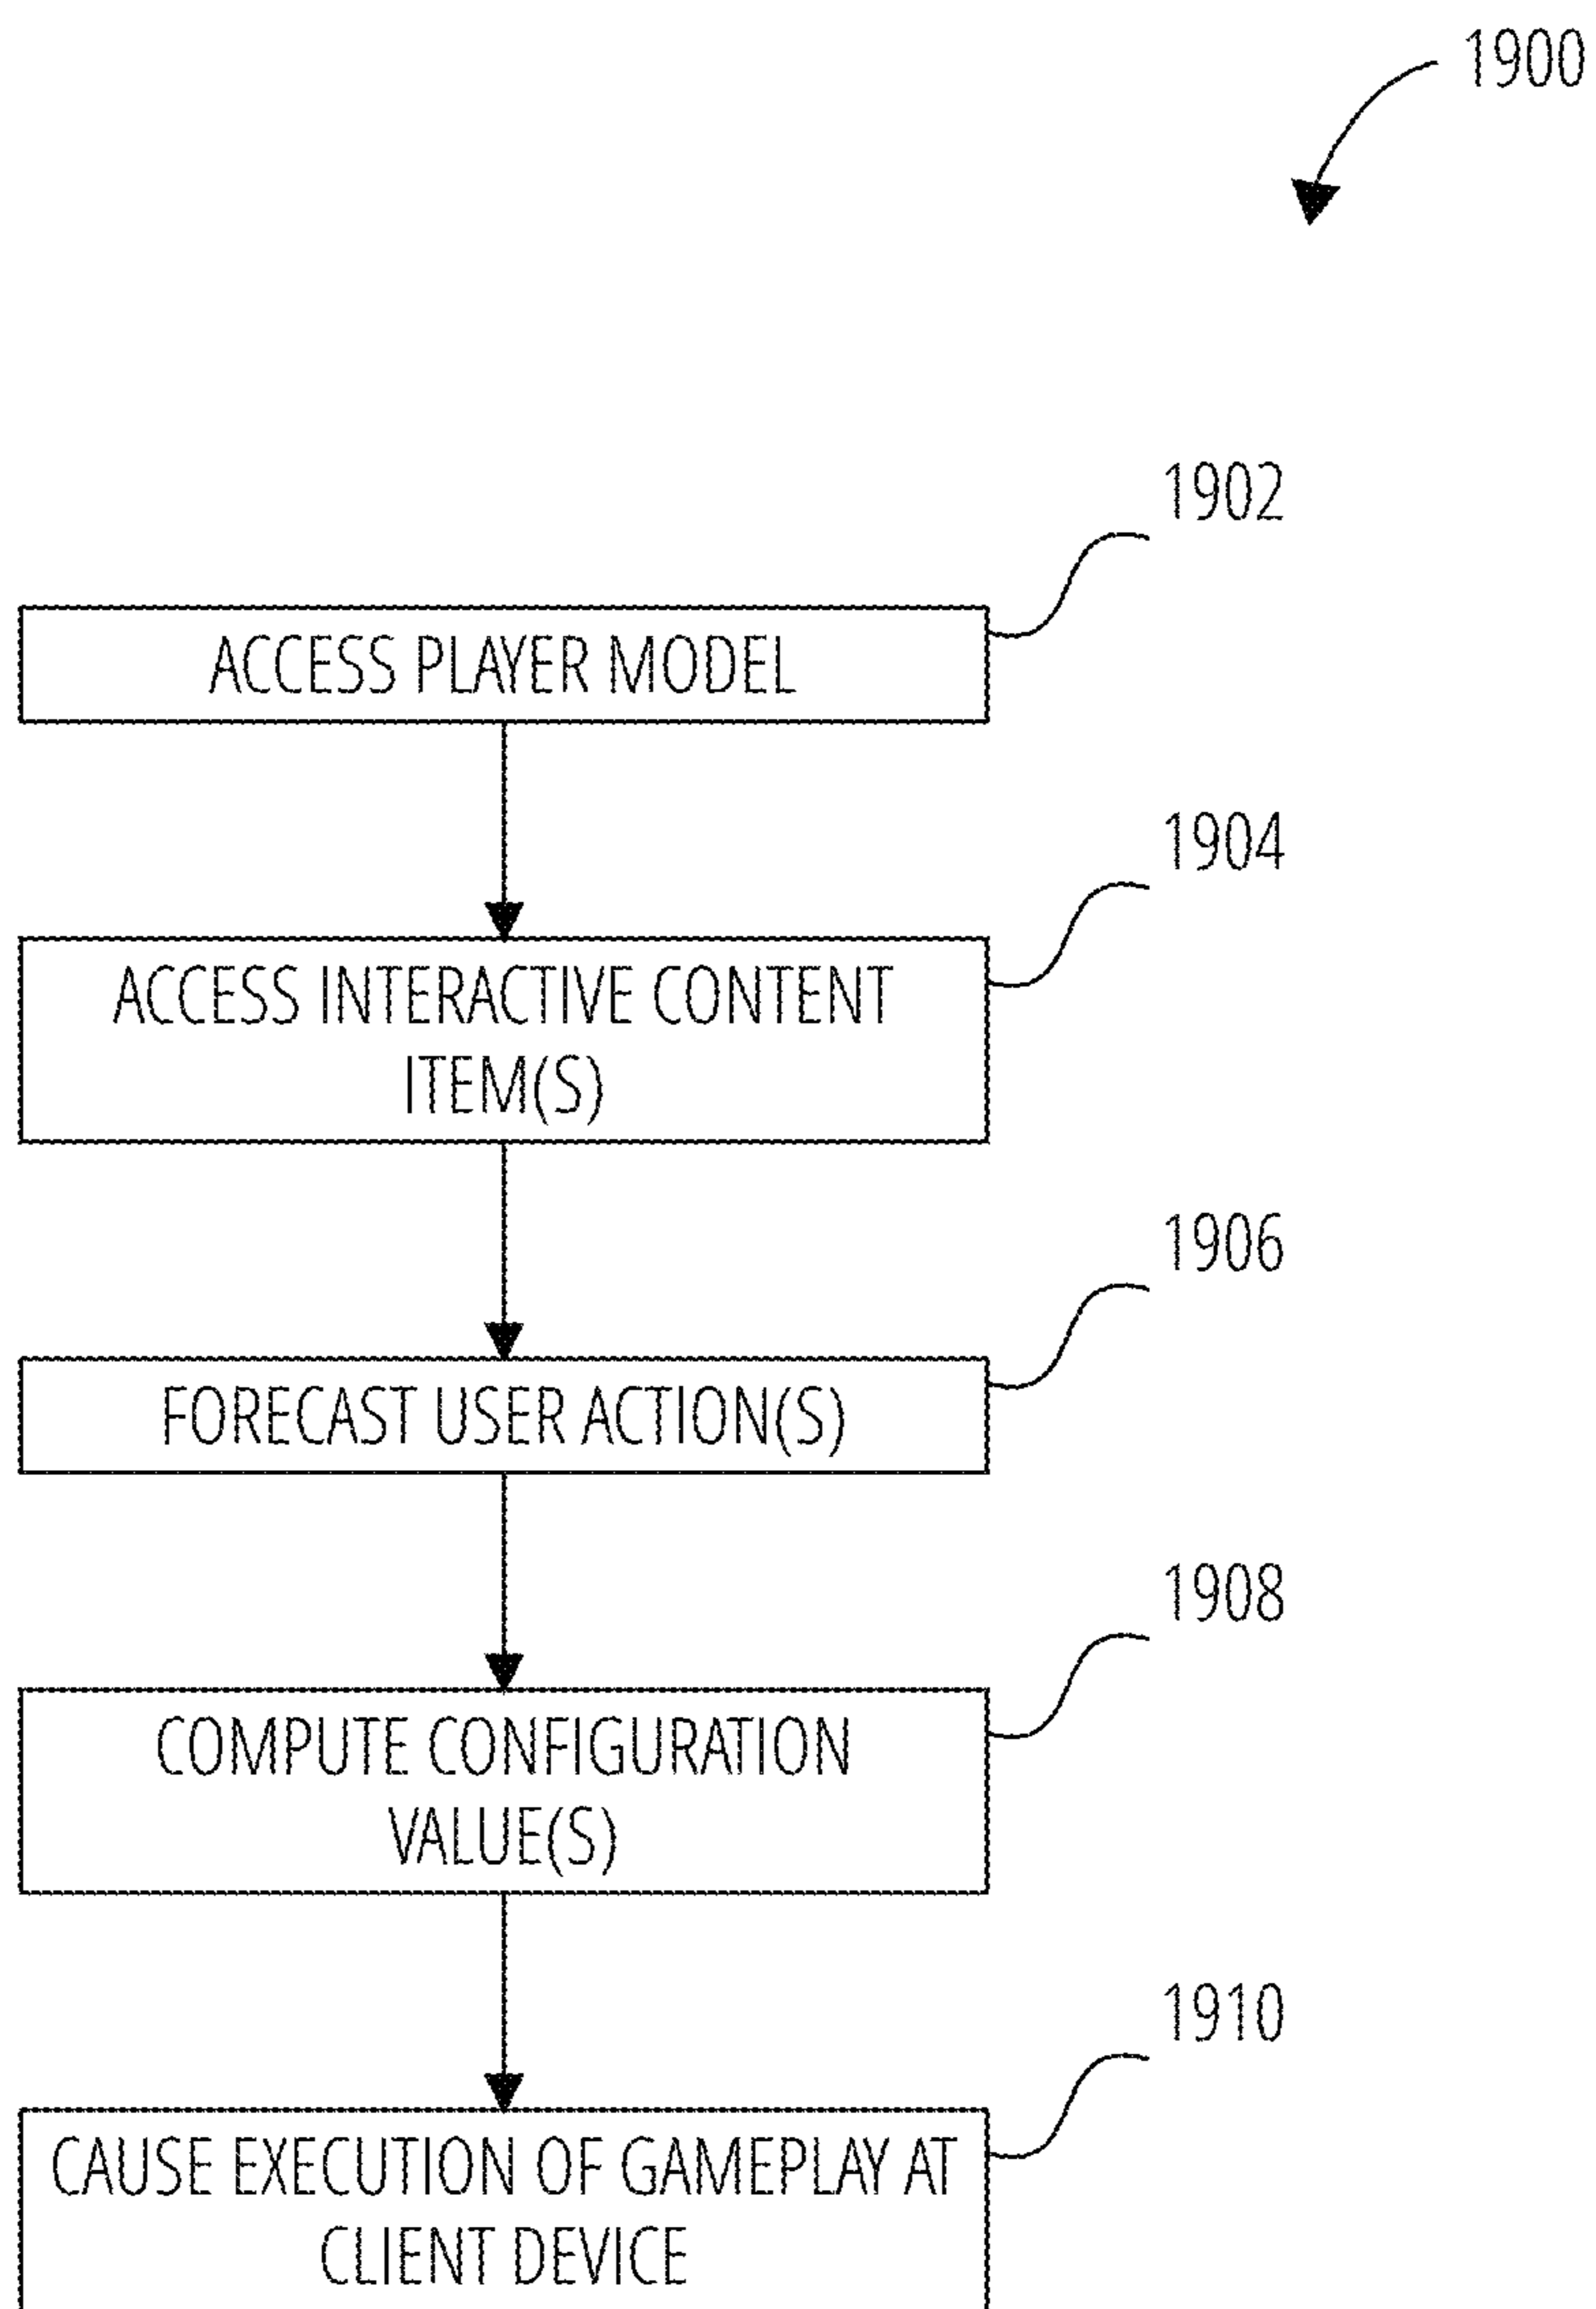 1900
1902
ACCESS PLAYER MODEL
1904
ACCESS INTERACTIVE CONTENT
ITEM(S)
1906
FORECAST USER ACTION(S)
1908
COMPUTE CONFIGURATION
VALUE(S)
1910
CAUSE EXECUTION OF GAMEPLAY AT
CLIENT DEVICE